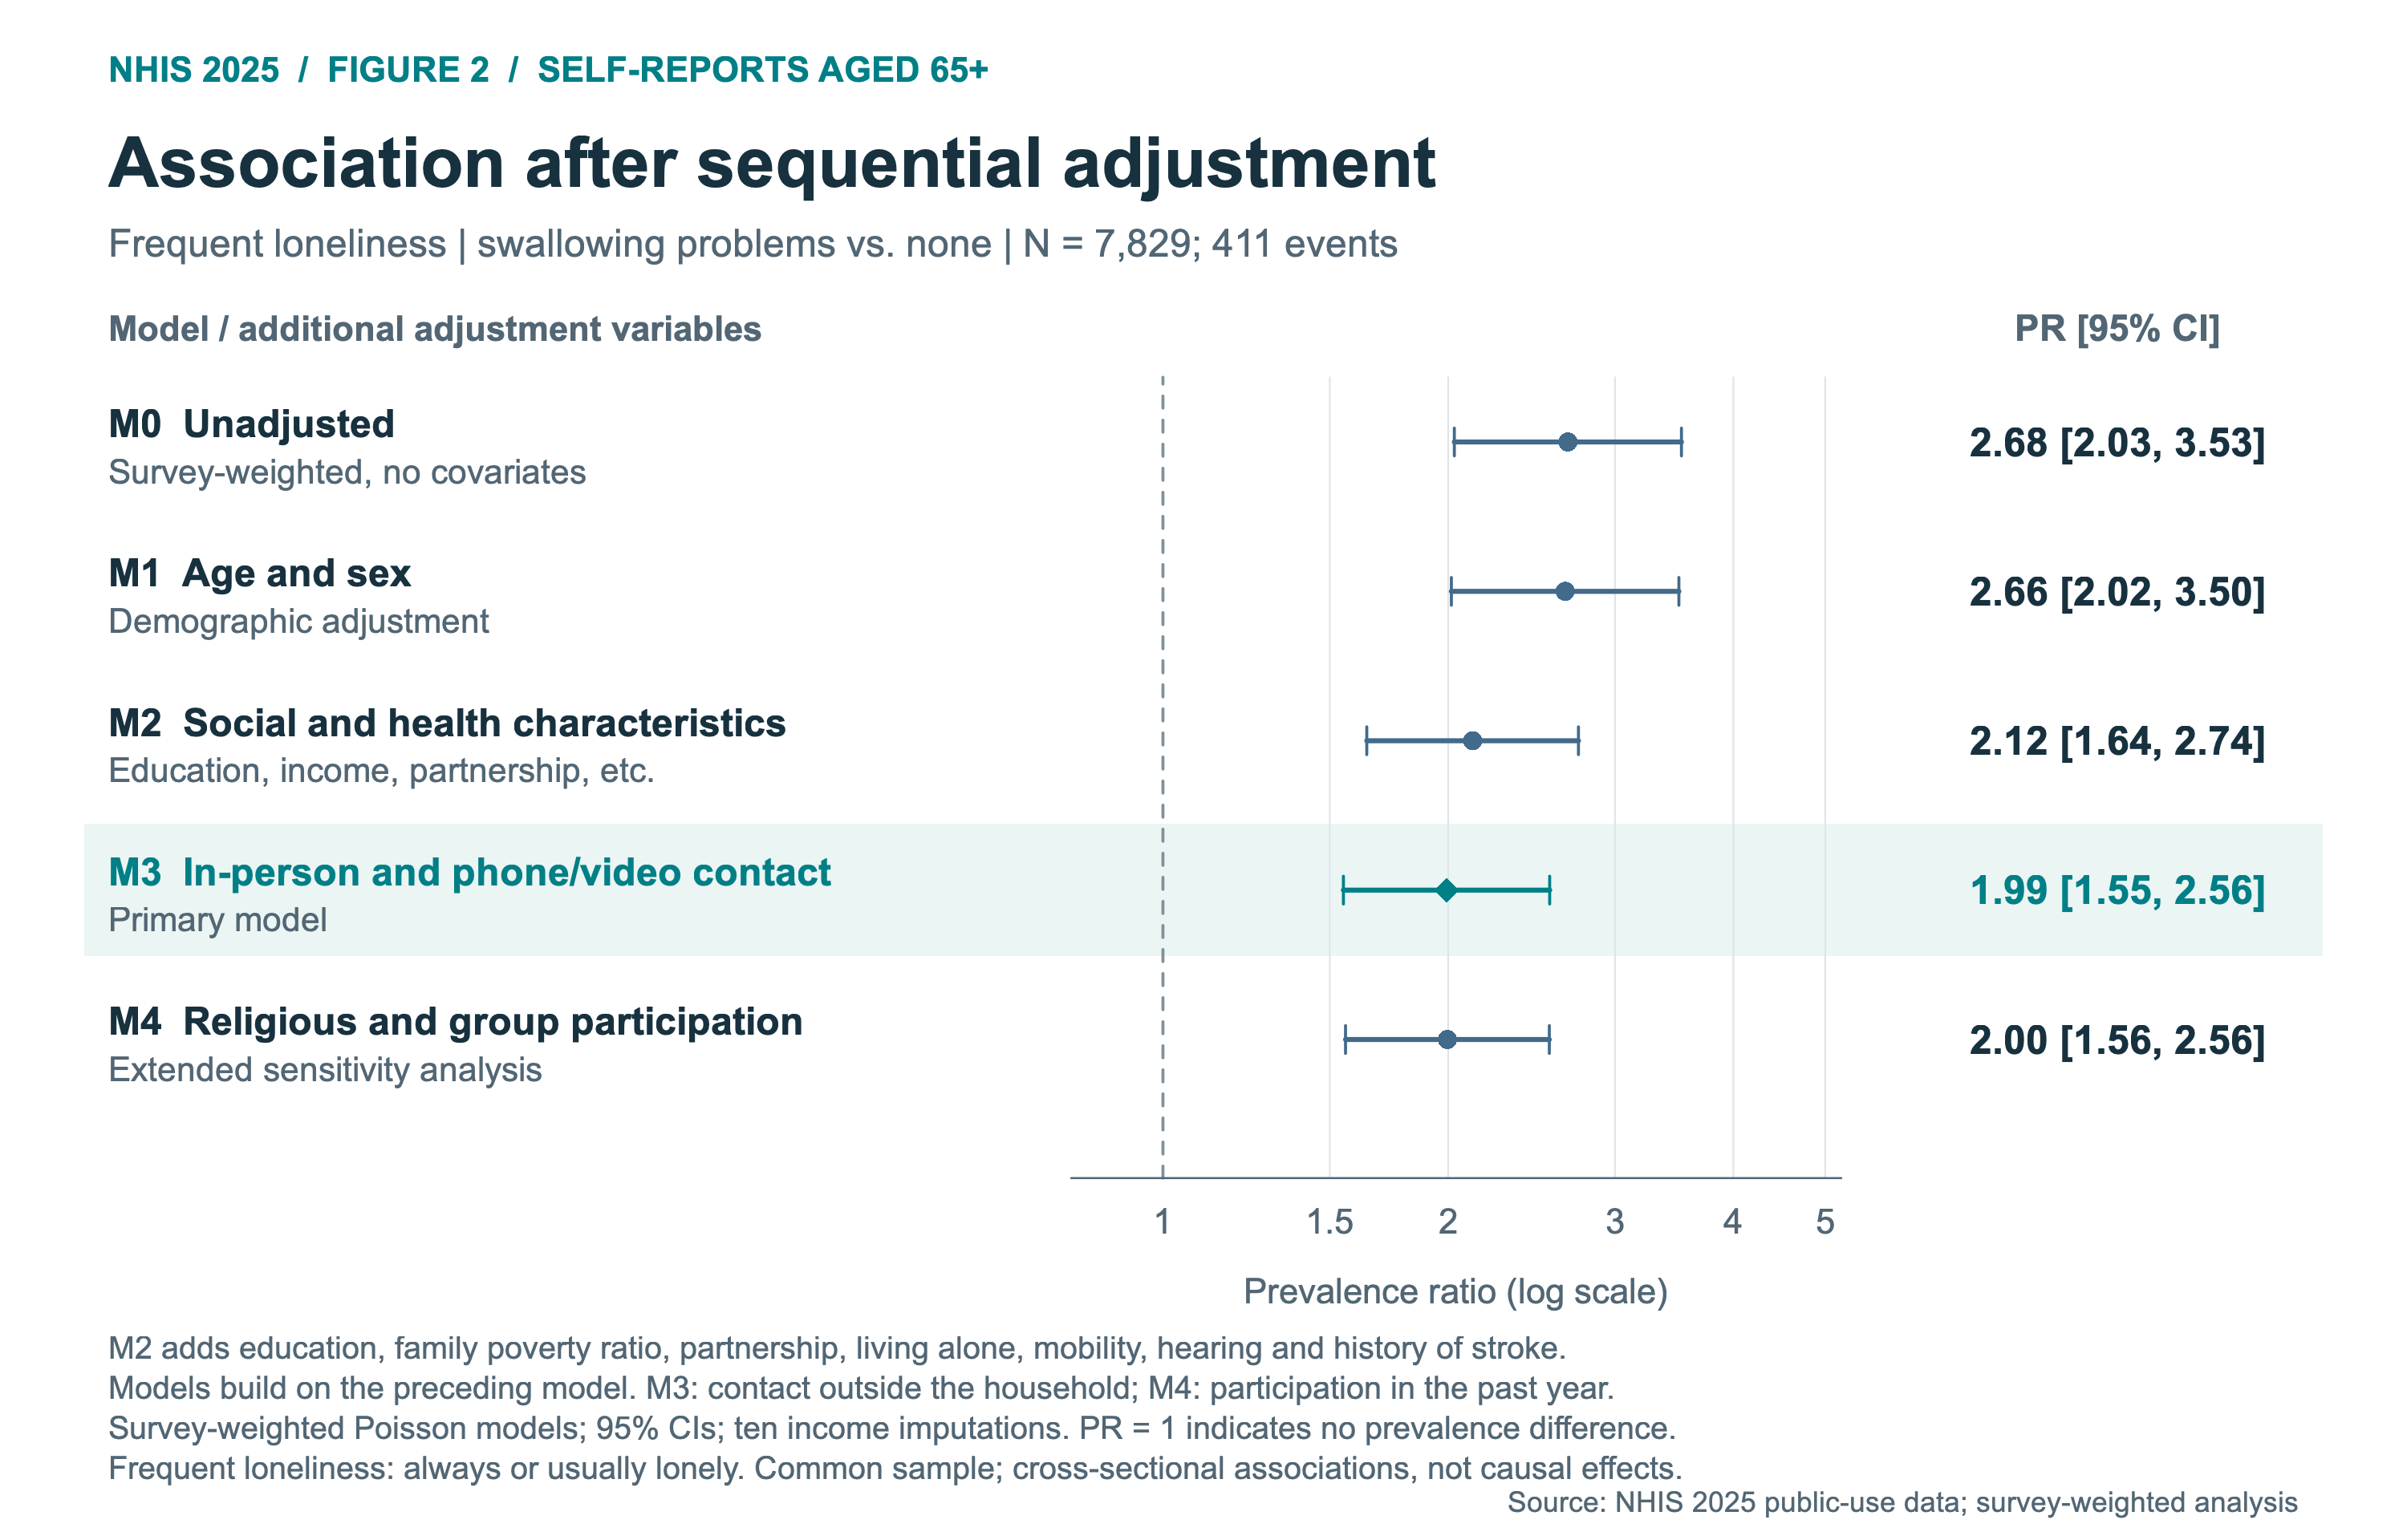 NHIS 2025 / FIGURE 2 / SELF-REPORTS AGED 65+
Association after sequential adjustment
Frequent loneliness | swallowing problems vs. none | N = 7,829; 411 events
Model / additional adjustment variables
PR [95% CI]
M0 Unadjusted
Survey-weighted, no covariates
2.68 [2.03, 3.53]
M1 Age and sex
Demographic adjustment
2.66 [2.02, 3.50]
M2 Social and health characteristics
Education, income, partnership, etc.
2.12 [1.64, 2.74]
M3 In-person and phone/video contact
Primary model
1.99 [1.55, 2.56]
M4 Religious and group participation
Extended sensitivity analysis
2.00 [1.56, 2.56]
1 1.5 2 3 4 5
Prevalence ratio (log scale)
M2 adds education, family poverty ratio, partnership, living alone, mobility, hearing and history of stroke.
Models build on the preceding model. M3: contact outside the household; M4: participation in the past year.
Survey-weighted Poisson models; 95% CIs; ten income imputations. PR = 1 indicates no prevalence difference.
Frequent loneliness: always or usually lonely. Common sample; cross-sectional associations, not causal effects.
Source: NHIS 2025 public-use data; survey-weighted analysis